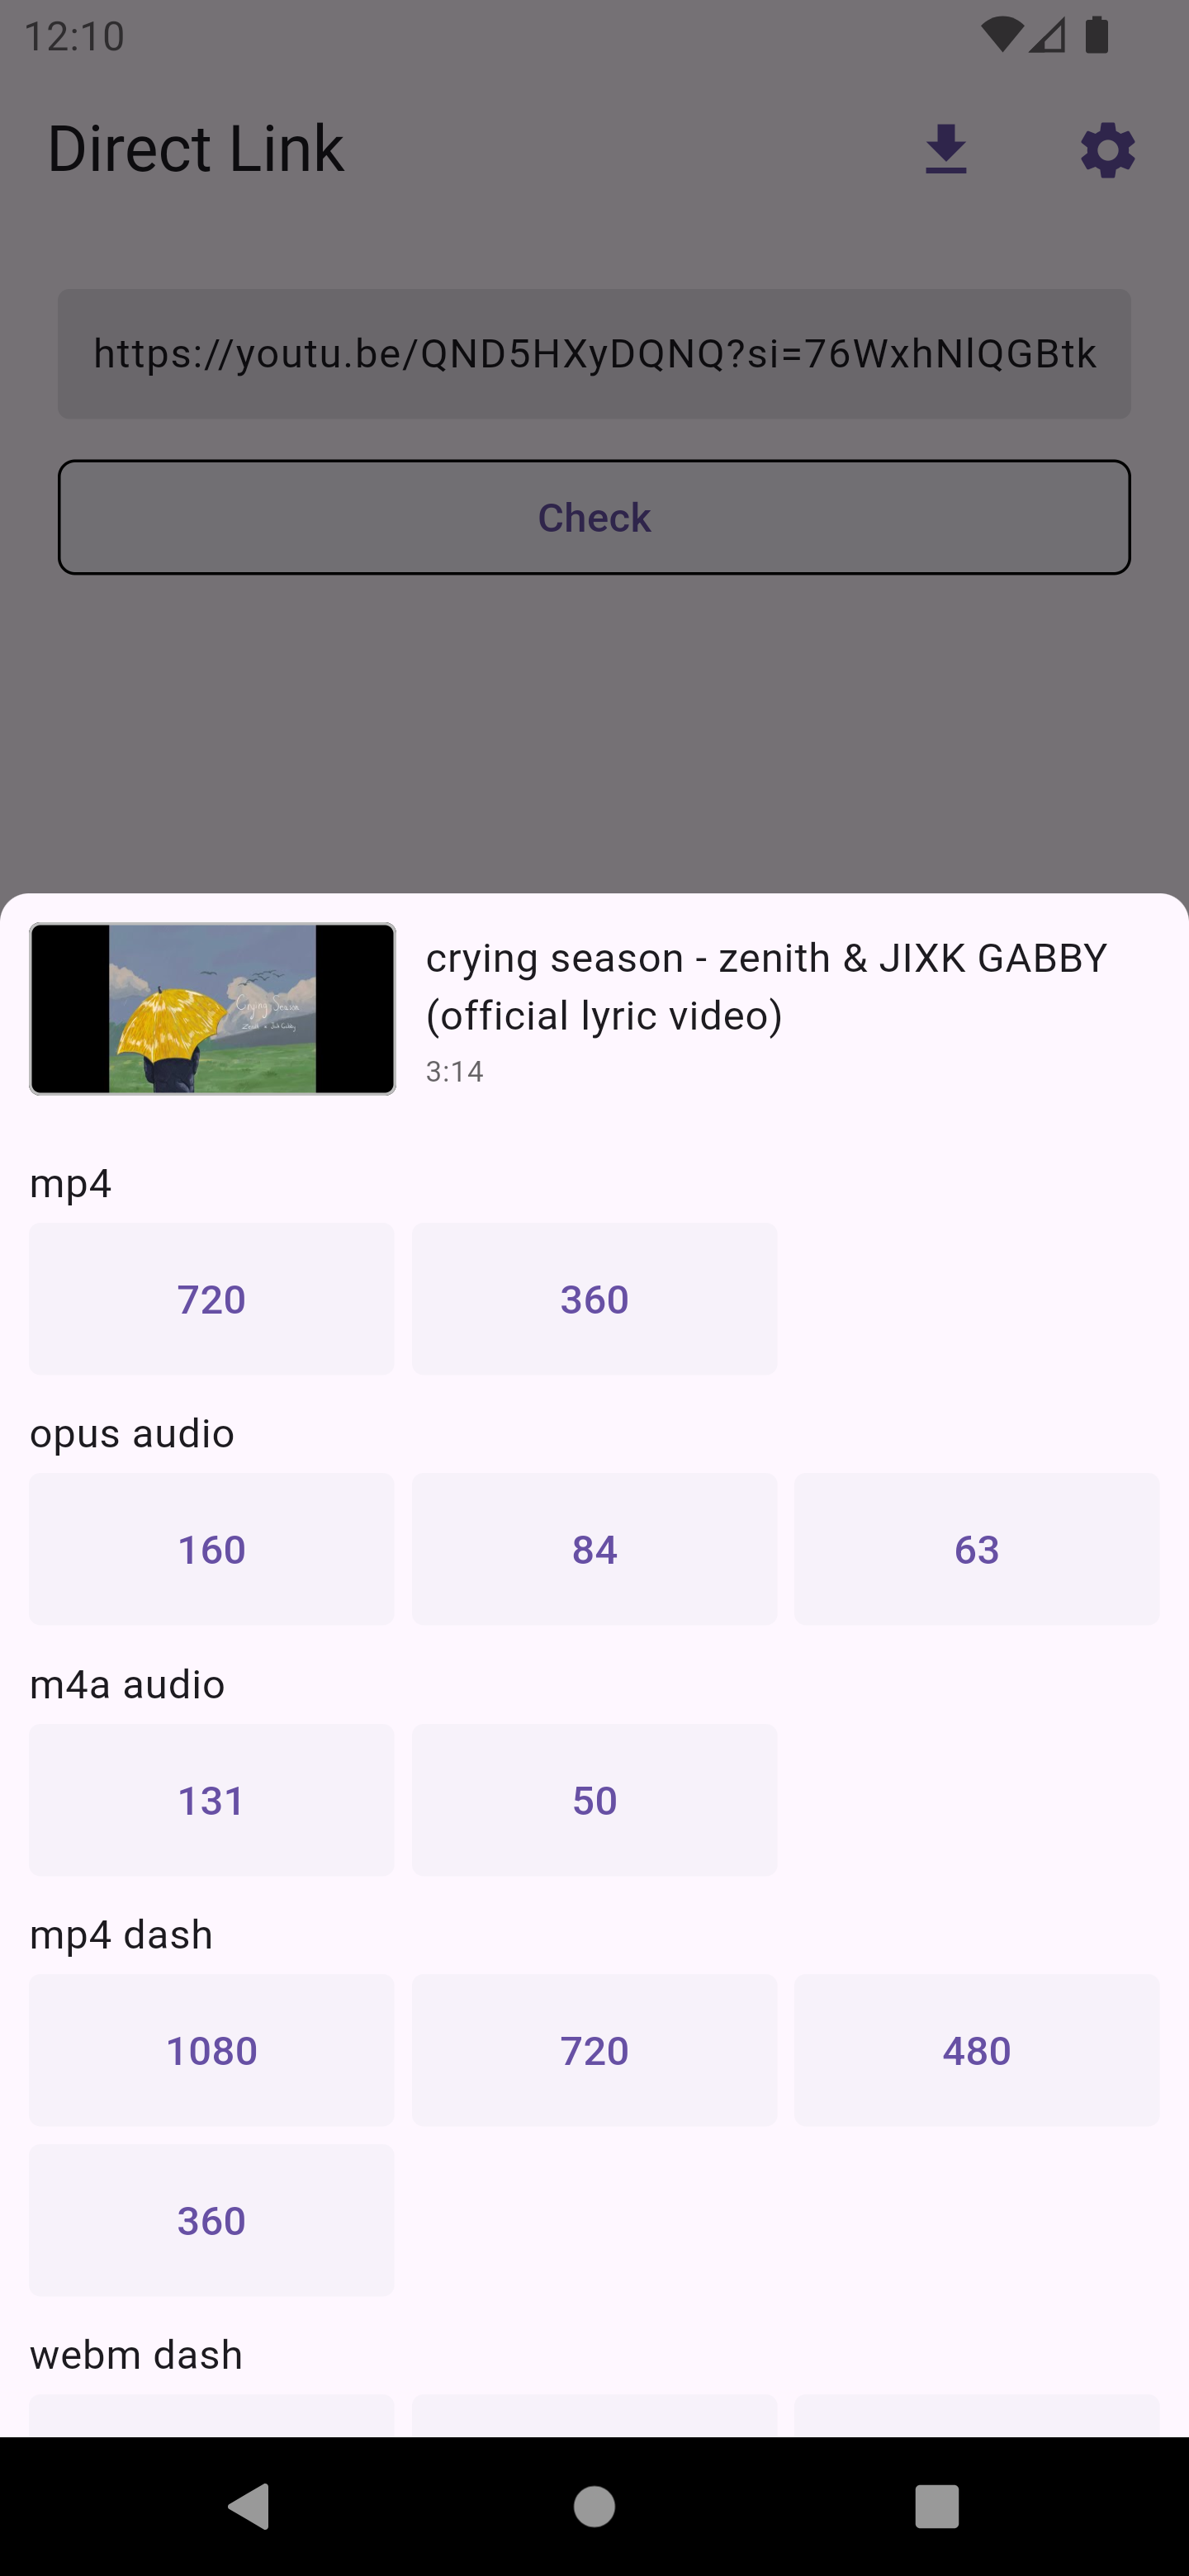 12:10
Direct Link
https://youtu.be/QND5HXyDQNQ?si=76WxhNlQGBtk
Check
crying season - zenith & JIXK GABBY
(official lyric video)
3:14
Crying Season
Zenith x Jixk Gabby
mp4
720
360
opus audio
160
84
63
m4a audio
131
50
mp4 dash
1080
720
480
360
webm dash